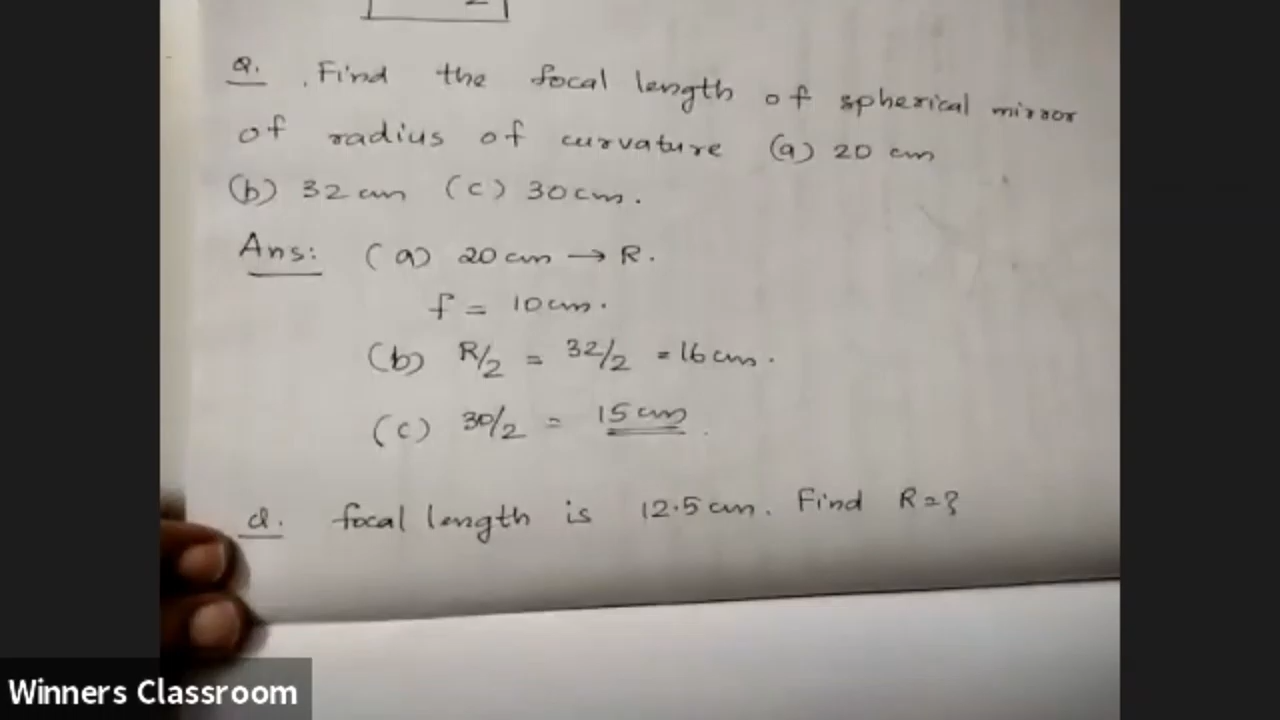 Q. Find the focal length of spherical mirror
of radius of curvature (a) 20 cm
(b) 32 cm (c) 30 cm.
Ans: (a) 20 cm → R.
f = 10 cm.
(b) R/2 = 32/2 = 16 cm.
(c) 30/2 = 15 cm.
Q. focal length is 12.5 cm. Find R=?
Winners Classroom